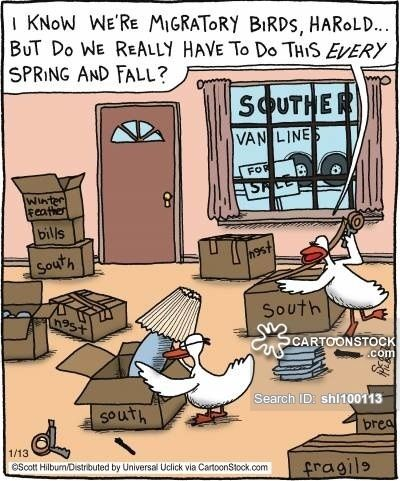 I KNOW WE'RE MIGRATORY BIRDS, HAROLD...
BUT DO WE REALLY HAVE TO DO THIS EVERY
SPRING AND FALL?
SOUTHER
VAN LINES
FOR
SALE
winter
feather
bills
south
nest
nest
south
south
CARTOONSTOCK
.com
Search ID: shl100113
fragile
1/13
©Scott Hilburn/Distributed by Universal Uclick via CartoonStock.com